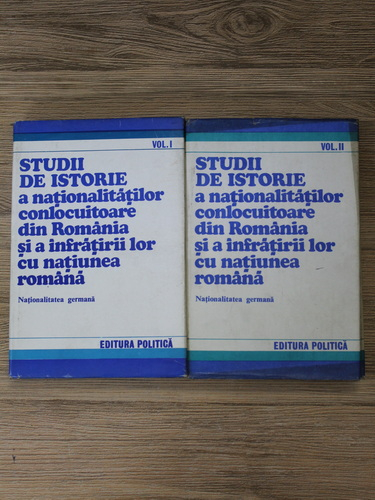 VOL. I
STUDII
DE ISTORIE
a naționalităților
conlocuitoare
din România
și a înfrățirii lor
cu națiunea
română
Naționalitatea germană
EDITURA POLITICĂ
VOL. II
STUDII
DE ISTORIE
a naționalităților
conlocuitoare
din România
și a înfrățirii lor
cu națiunea
română
Naționalitatea germană
EDITURA POLITICĂ